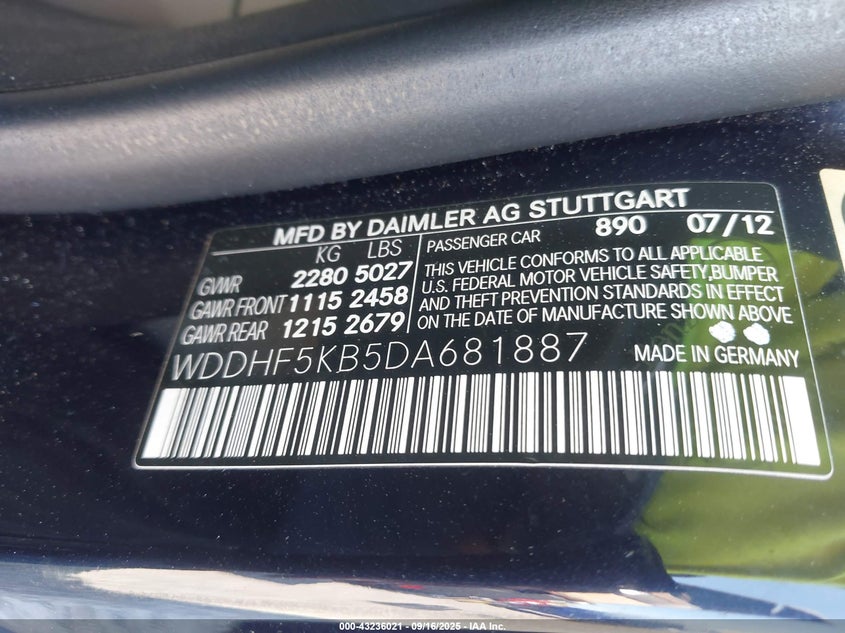 MFD BY DAIMLER AG STUTTGART
KG LBS
GVWR 2280 5027
GAWR FRONT 1115 2458
GAWR REAR 1215 2679
PASSENGER CAR 890 07/12
THIS VEHICLE CONFORMS TO ALL APPLICABLE
U.S. FEDERAL MOTOR VEHICLE SAFETY,BUMPER
AND THEFT PREVENTION STANDARDS IN EFFECT
ON THE DATE OF MANUFACTURE SHOWN ABOVE
WDDHF5KB5DA681887
MADE IN GERMANY
000-43236021 - 09/16/2025 - IAA Inc.